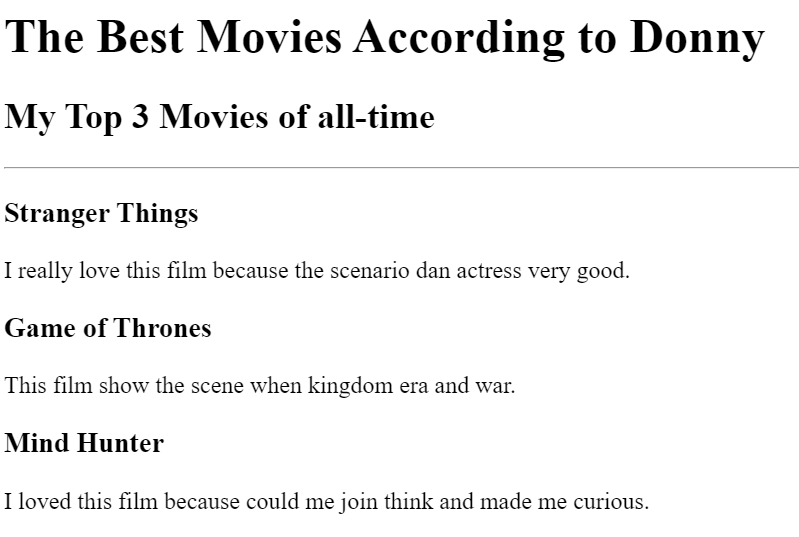 The Best Movies According to Donny
My Top 3 Movies of all-time
Stranger Things
I really love this film because the scenario dan actress very good.
Game of Thrones
This film show the scene when kingdom era and war.
Mind Hunter
I loved this film because could me join think and made me curious.